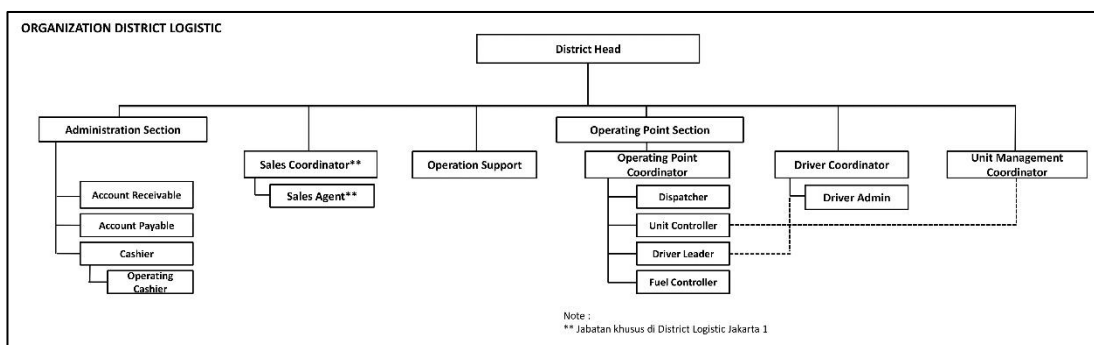 ORGANIZATION DISTRICT LOGISTIC
District Head
Administration Section
Operating Point Section
Sales Coordinator**
Operation Support
Operating Point
Coordinator
Driver Coordinator
Unit Management
Coordinator
Account Receivable
Sales Agent**
Dispatcher
Driver Admin
Account Payable
Unit Controller
Cashier
Driver Leader
Operating
Cashier
Fuel Controller
Note :
** Jabatan khusus di District Logistic Jakarta 1